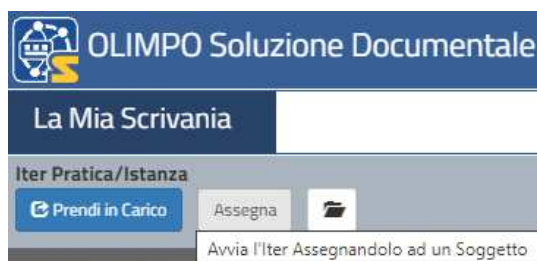 OLIMPO Soluzione Documentale
La Mia Scrivania
Iter Pratica/Istanza
Prendi in Carico Assegna
Avvia l'Iter Assegnandolo ad un Soggetto